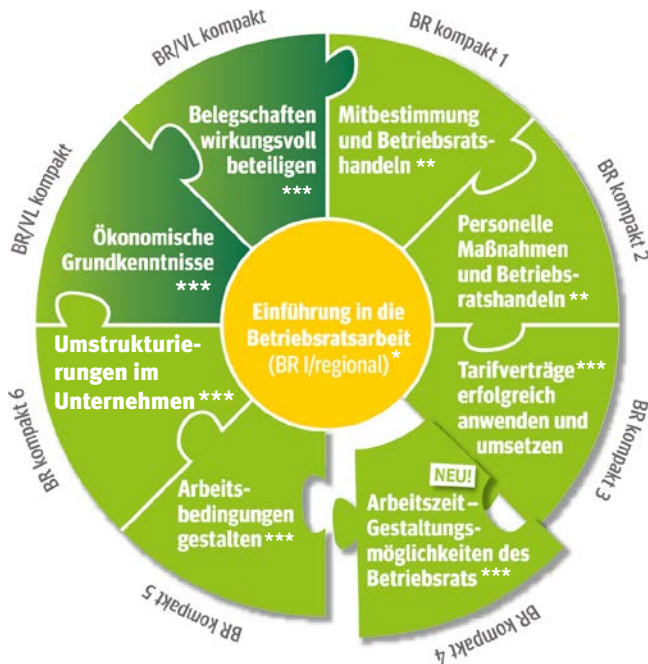 BR/VL kompakt
BR kompakt 1
Belegschaften
wirkungsvoll
beteiligen
***
Mitbestimmung
und Betriebsrats-
handeln **
BR/VL kompakt
BR kompakt 2
Ökonomische
Grundkenntnisse
***
Personelle
Maßnahmen
und Betriebs-
ratshandeln **
Einführung in die
Betriebsratsarbeit
(BR I/regional) *
Umstrukturie-
rungen im
Unternehmen ***
BR kompakt 6
Tarifverträge ***
erfolgreich
anwenden und
umsetzen
BR kompakt 3
Arbeits-
bedingungen
gestalten ***
BR kompakt 5
NEU!
Arbeitszeit –
Gestaltungs-
möglichkeiten des
Betriebsrats ***
BR kompakt 4